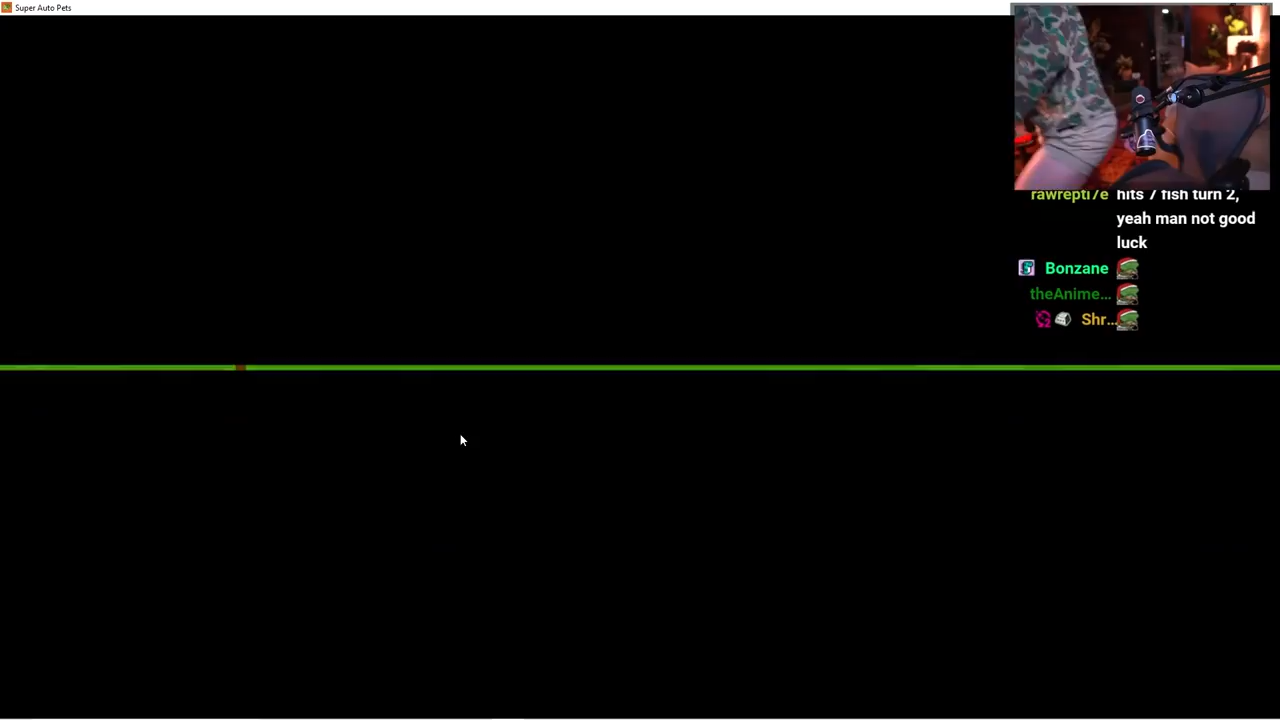 Super Auto Pets
rawrepti7e hits 7 fish turn 2,
yeah man not good
luck
Bonzane
theAnime...
Shr...